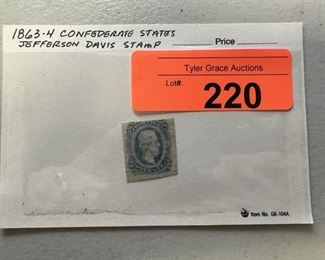 1863-4 CONFEDERATE STATES
JEFFERSON DAVIS STAMP
Price
Tyler Grace Auctions
Lot#:
220
Item No. GK-104A